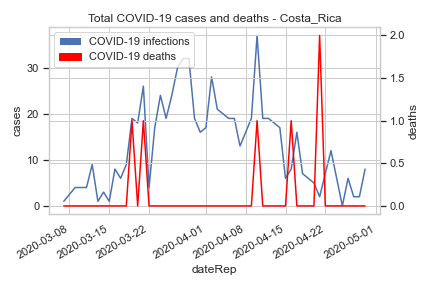 Total COVID-19 cases and deaths - Costa_Rica
COVID-19 infections
COVID-19 deaths
cases
30
20
10
0
deaths
2.0
1.5
1.0
0.5
0.0
2020-03-08
2020-03-15
2020-03-22
2020-04-01
2020-04-08
2020-04-15
2020-04-22
2020-05-01
dateRep